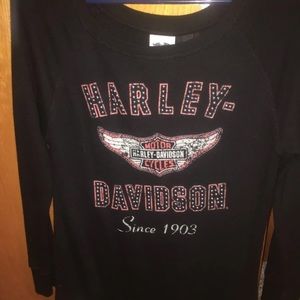 HARLEY-
MOTOR
HARLEY-DAVIDSON
CYCLES
DAVIDSON
Since 1903